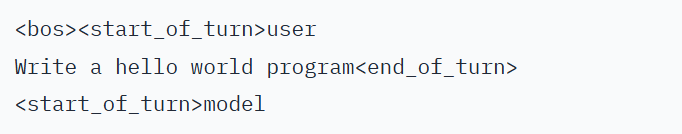 <bos><start_of_turn>user
Write a hello world program<end_of_turn>
<start_of_turn>model